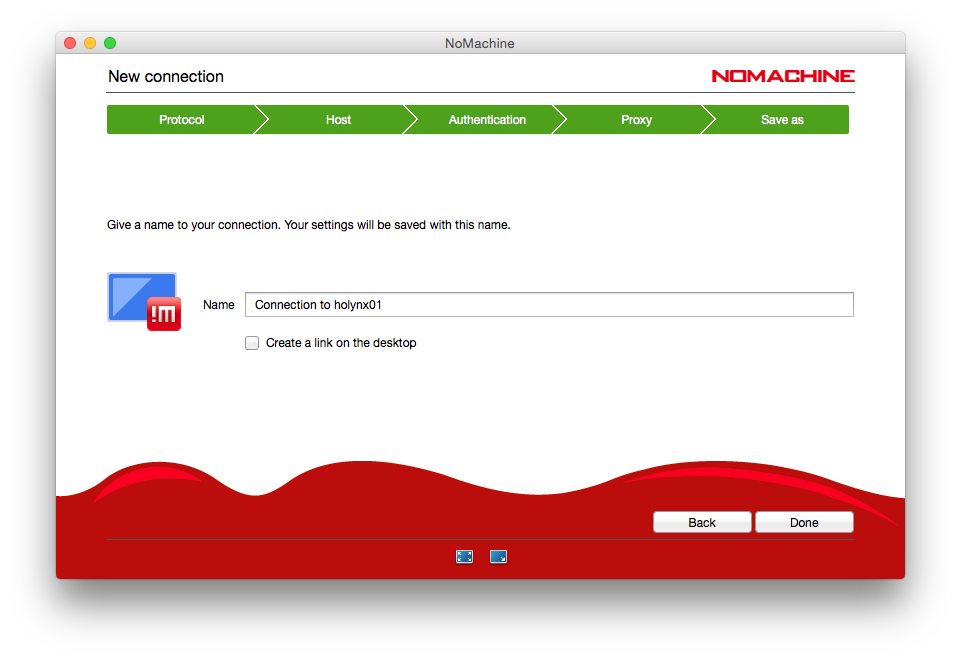 NoMachine
New connection
NOMACHINE
Protocol
Host
Authentication
Proxy
Save as
Give a name to your connection. Your settings will be saved with this name.
!m
Name
Connection to holynx01
Create a link on the desktop
Back
Done